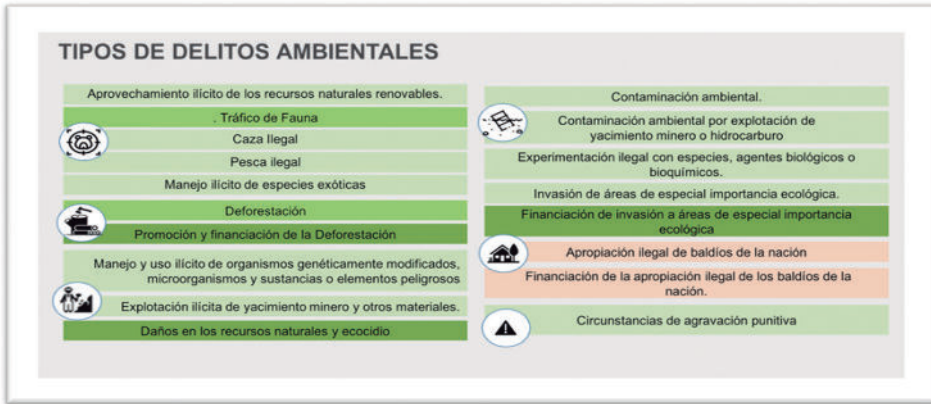 TIPOS DE DELITOS AMBIENTALES
Aprovechamiento ilícito de los recursos naturales renovables.
. Tráfico de Fauna
Caza Ilegal
Pesca ilegal
Manejo ilícito de especies exóticas
Deforestación
Promoción y financiación de la Deforestación
Manejo y uso ilícito de organismos genéticamente modificados,
microorganismos y sustancias o elementos peligrosos
Explotación ilícita de yacimiento minero y otros materiales.
Daños en los recursos naturales y ecocidio
Contaminación ambiental.
Contaminación ambiental por explotación de
yacimiento minero o hidrocarburo
Experimentación ilegal con especies, agentes biológicos o
bioquímicos.
Invasión de áreas de especial importancia ecológica.
Financiación de invasión a áreas de especial importancia
ecológica
Apropiación ilegal de baldíos de la nación
Financiación de la apropiación ilegal de los baldíos de la
nación.
Circunstancias de agravación punitiva